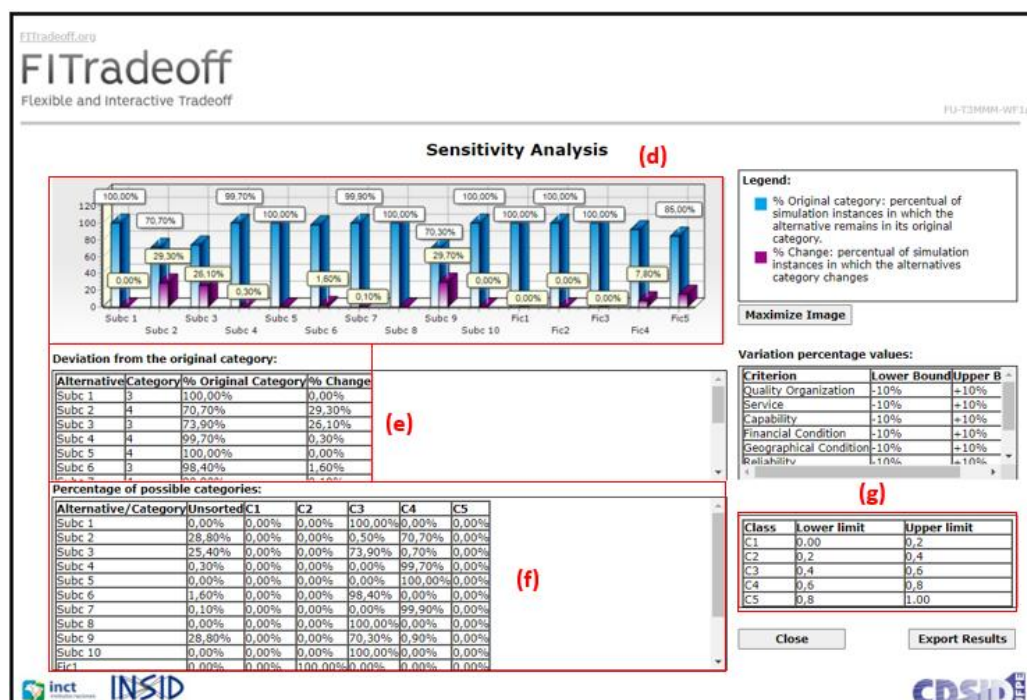 FITradeoff.org
FITradeoff
Flexible and Interactive Tradeoff
Sensitivity Analysis
(d)
100,00% 99,70% 99,90% 100,00% 100,00% 85,00%
70,70% 100,00% 100,00% 70,30% 100,00% 100,00%
29,30% 29,70%
26,10% 1,60% 7,80%
0,00% 0,30% 0,00% 0,10% 0,00% 0,00% 0,00% 0,00% 0,00%
120
100
80
60
40
20
0
Subc 1 Subc 3 Subc 5 Subc 7 Subc 9 Fic1 Fic3 Fic5
Subc 2 Subc 4 Subc 6 Subc 8 Subc 10 Fic2 Fic4
Legend:
% Original category: percentual of
simulation instances in which the
alternative remains in its original
category.
% Change: percentual of simulation
instances in which the alternatives
category changes
Maximize Image
Deviation from the original category:
Alternative Category % Original Category % Change
Subc 1 3 100,00% 0,00%
Subc 2 4 70,70% 29,30%
Subc 3 3 73,90% 26,10%
Subc 4 4 99,70% 0,30%
Subc 5 4 100,00% 0,00%
Subc 6 3 98,40% 1,60%
(e)
Variation percentage values:
Criterion Lower Bound Upper B
Quality Organization -10% +10%
Service -10% +10%
Capability -10% +10%
Financial Condition -10% +10%
Geographical Condition -10% +10%
Reliability -10% +10%
Percentage of possible categories:
Alternative/Category Unsorted C1 C2 C3 C4 C5
Subc 1 0,00% 0,00% 0,00% 100,00% 0,00% 0,00%
Subc 2 28,80% 0,00% 0,00% 0,50% 70,70% 0,00%
Subc 3 25,40% 0,00% 0,00% 73,90% 0,70% 0,00%
Subc 4 0,30% 0,00% 0,00% 0,00% 99,70% 0,00%
Subc 5 0,00% 0,00% 0,00% 0,00% 100,00% 0,00%
Subc 6 1,60% 0,00% 0,00% 98,40% 0,00% 0,00%
Subc 7 0,10% 0,00% 0,00% 0,00% 99,90% 0,00%
Subc 8 0,00% 0,00% 0,00% 100,00% 0,00% 0,00%
Subc 9 28,80% 0,00% 0,00% 70,30% 0,90% 0,00%
Subc 10 0,00% 0,00% 0,00% 100,00% 0,00% 0,00%
Fic1 0,00% 0,00% 100,00% 0,00% 0,00% 0,00%
(f)
(g)
Class Lower limit Upper limit
C1 0.00 0,2
C2 0,2 0,4
C3 0,4 0,6
C4 0,6 0,8
C5 0,8 1.00
Close Export Results
inct INSID CDSID